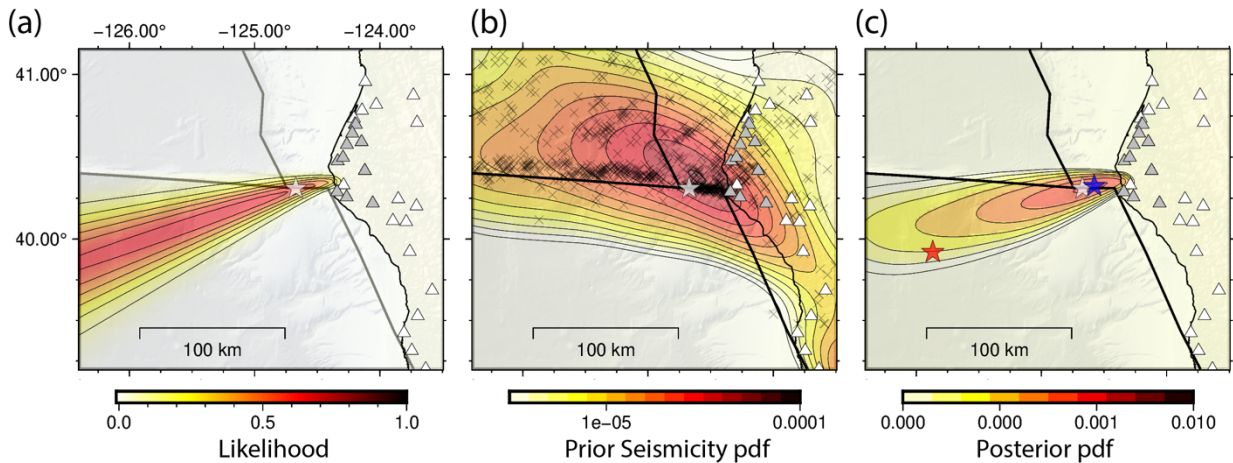 (a)
−126.00° −125.00° −124.00°
(b)
(c)
41.00°
40.00°
100 km
100 km
100 km
0.0 0.5 1.0
1e-05 0.0001
0.000 0.000 0.001 0.010
Likelihood
Prior Seismicity pdf
Posterior pdf